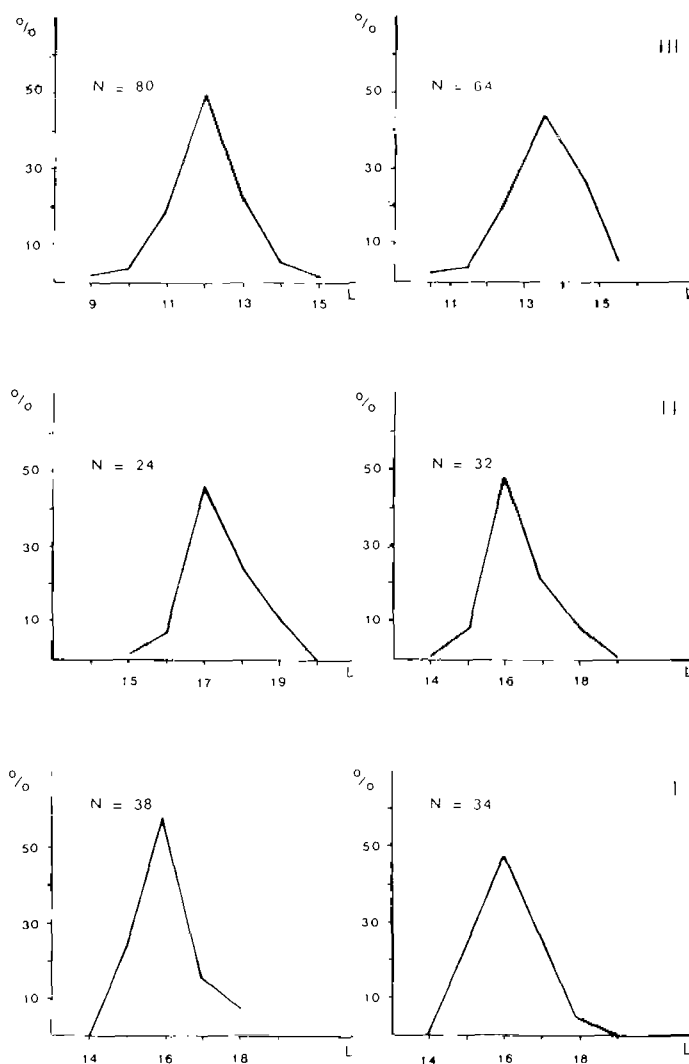 % % III
50 N = 80 50 N = 64
30 30
10 10
9 11 13 15 L 11 13 15 L
% % II
50 N = 24 50 N = 32
30 30
10 10
15 17 19 L 14 16 18 L
% % I
N = 38 N = 34
50 50
30 30
10 10
14 16 18 L 14 16 18 L